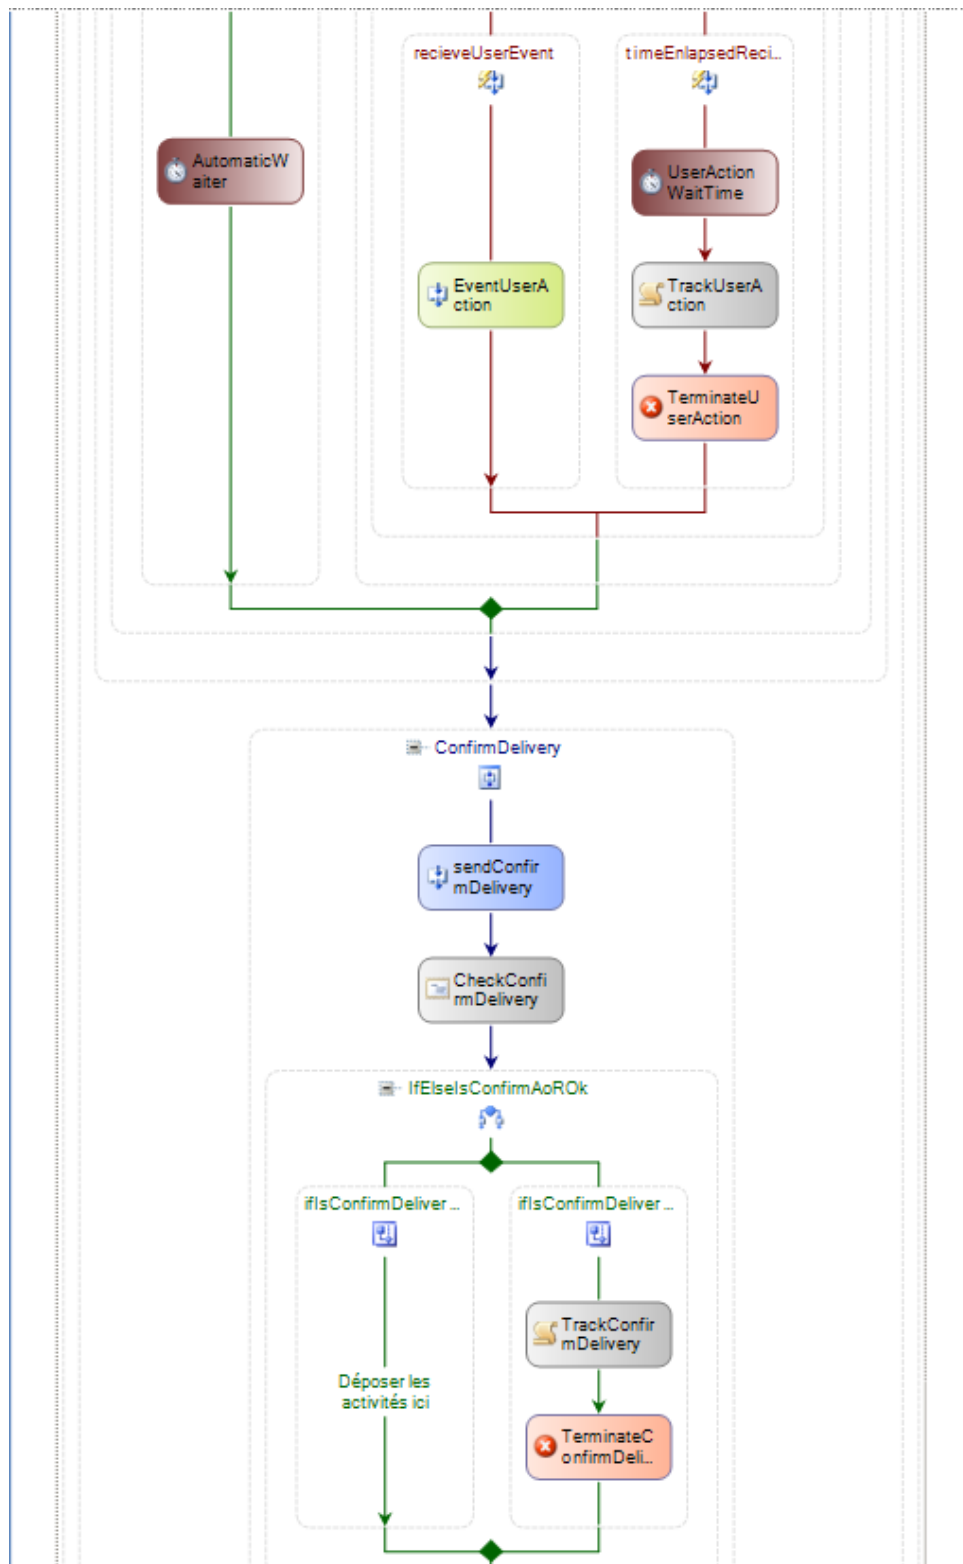 recieveUserEvent
timeEnlapsedReci...
AutomaticW
aiter
UserAction
WaitTime
EventUserA
ction
TrackUserA
ction
TerminateU
serAction
ConfirmDelivery
sendConfir
mDelivery
CheckConfi
rmDelivery
IfElseIsConfirmAoROk
ifIsConfirmDeliver...
ifIsConfirmDeliver...
TrackConfir
mDelivery
Déposer les
activités ici
TerminateC
onfirmDeli...